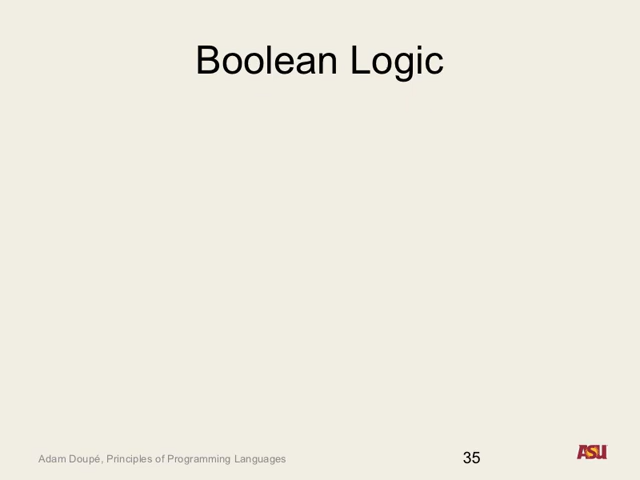 Boolean Logic
Adam Doupé, Principles of Programming Languages
35
ASU